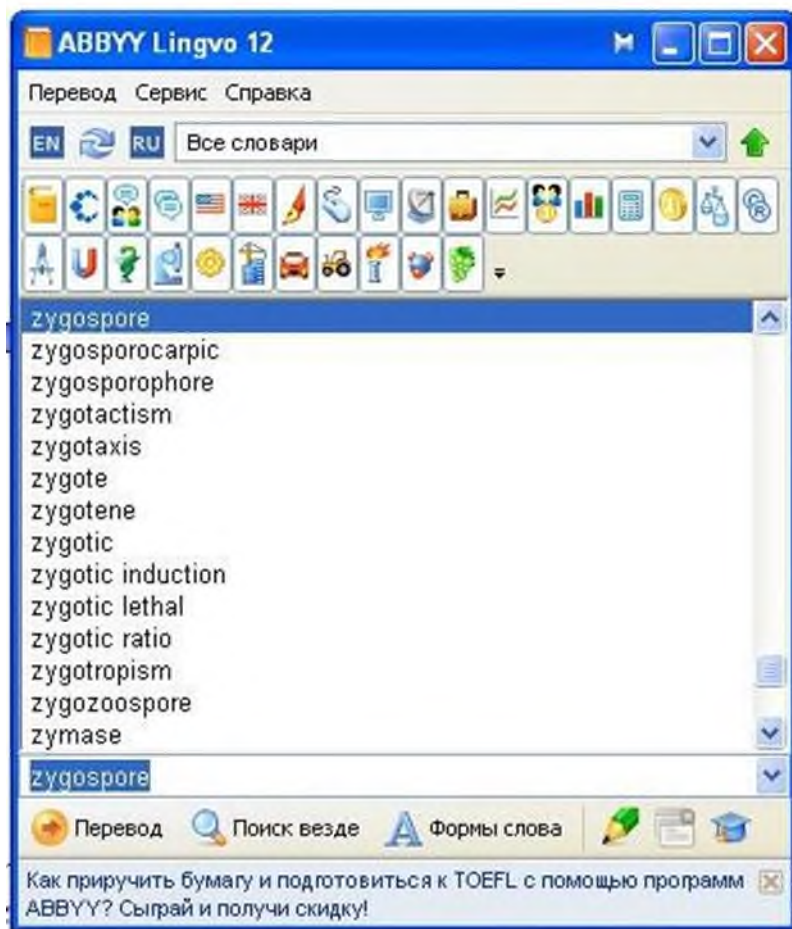 ABBYY Lingvo 12
Перевод Сервис Справка
EN RU Все словари
zygospore
zygosporocarpic
zygosporophore
zygotactism
zygotaxis
zygote
zygotene
zygotic
zygotic induction
zygotic lethal
zygotic ratio
zygotropism
zygozoospore
zymase
zygospore
Перевод Поиск везде Формы слова
Как приручить бумагу и подготовиться к TOEFL с помощью программ
ABBYY? Сыграй и получи скидку!